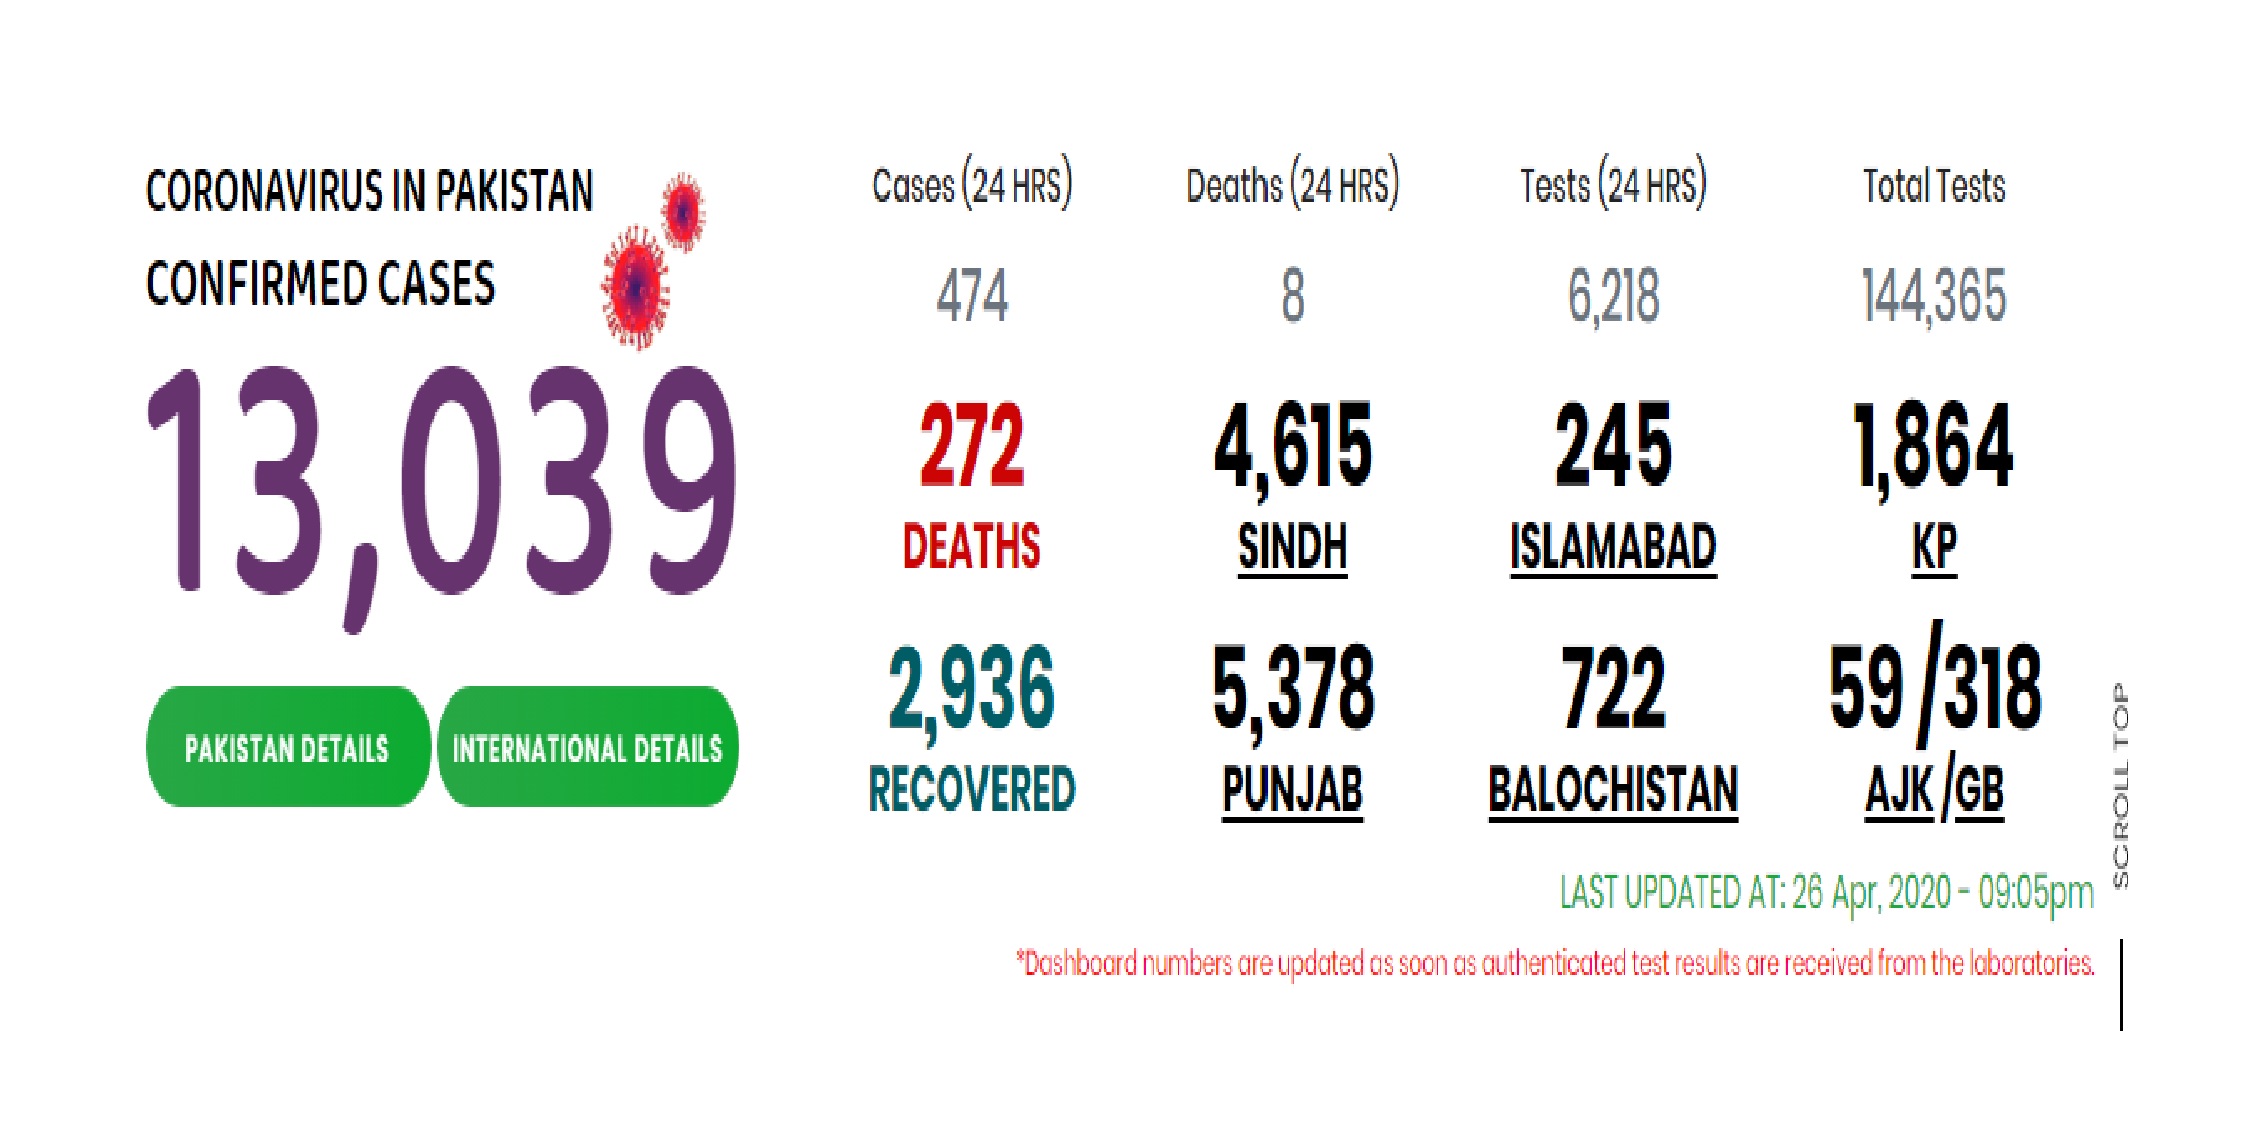 CORONAVIRUS IN PAKISTAN
CONFIRMED CASES
13,039
PAKISTAN DETAILS
INTERNATIONAL DETAILS
Cases (24 HRS)
Deaths (24 HRS)
Tests (24 HRS)
Total Tests
474
8
6,218
144,365
272
4,615
245
1,864
DEATHS
SINDH
ISLAMABAD
KP
2,936
5,378
722
59 /318
RECOVERED
PUNJAB
BALOCHISTAN
AJK /GB
LAST UPDATED AT: 26 Apr, 2020 - 09:05pm
*Dashboard numbers are updated as soon as authenticated test results are received from the laboratories.
SCROLL TOP